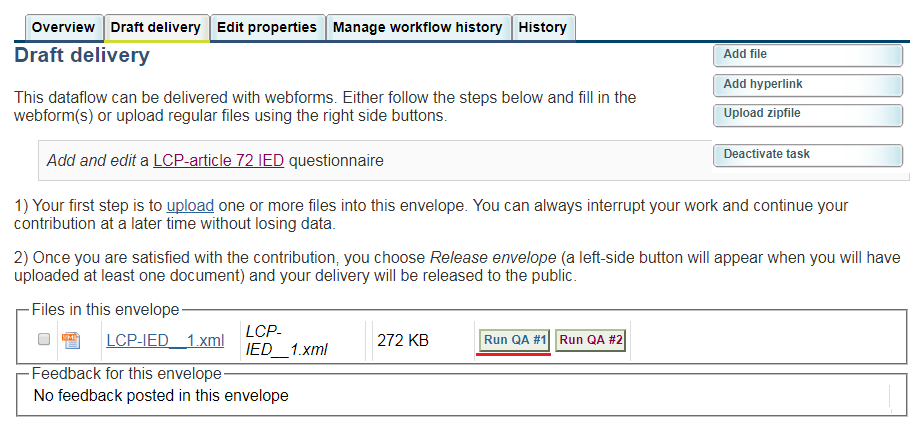 Overview Draft delivery Edit properties Manage workflow history History
Draft delivery
Add file
Add hyperlink
Upload zipfile
Deactivate task
This dataflow can be delivered with webforms. Either follow the steps below and fill in the
webform(s) or upload regular files using the right side buttons.
Add and edit a LCP-article 72 IED questionnaire
1) Your first step is to upload one or more files into this envelope. You can always interrupt your work and continue your
contribution at a later time without losing data.
2) Once you are satisfied with the contribution, you choose Release envelope (a left-side button will appear when you will have
uploaded at least one document) and your delivery will be released to the public.
Files in this envelope
LCP-IED__1.xml LCP-
IED__1.xml 272 KB Run QA #1 Run QA #2
Feedback for this envelope
No feedback posted in this envelope